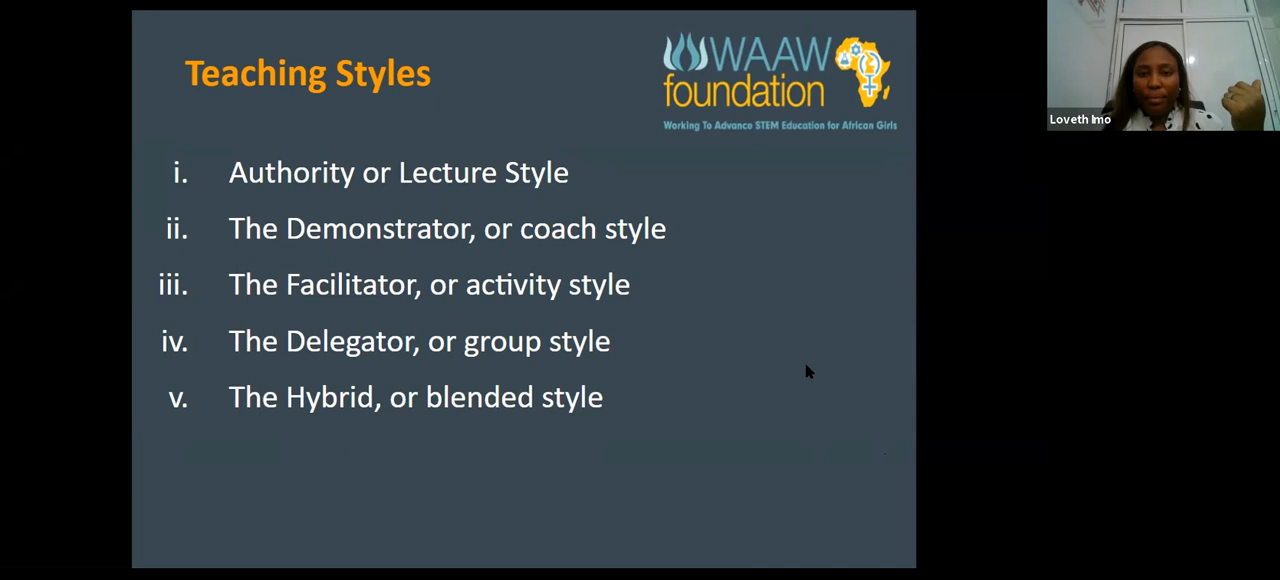 Teaching Styles
WAAW
foundation
Working To Advance STEM Education for African Girls
i. Authority or Lecture Style
ii. The Demonstrator, or coach style
iii. The Facilitator, or activity style
iv. The Delegator, or group style
v. The Hybrid, or blended style
Loveth Imo